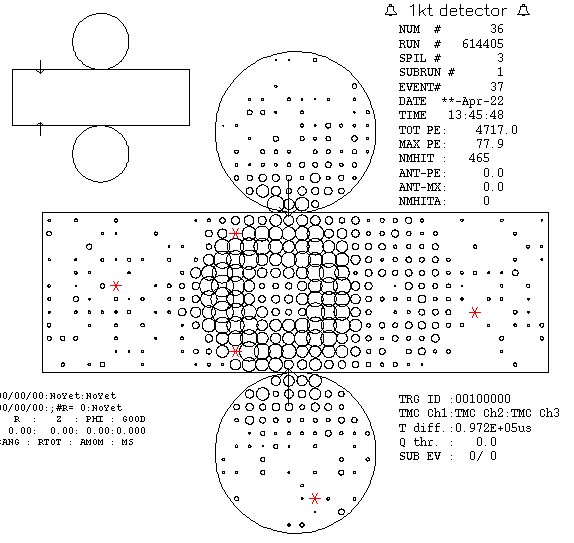 1kt detector
NUM # 36
RUN # 614405
SPIL # 3
SUBRUN # 1
EVENT# 37
DATE **-Apr-22
TIME 13:45:48
TOT PE: 4717.0
MAX PE: 77.9
NMHIT : 465
ANT-PE: 0.0
ANT-MX: 0.0
NMHITA: 0
00/00/00:NoYet:NoYet
00/00/00:;#R= 0:NoYet
R : Z : PHI : GOOD
0.00: 0.00: 0.00:0.000
CANG : RTOT : AMOM : MS
TRG ID :00100000
TMC Ch1:TMC Ch2:TMC Ch3
T diff.:0.972E+05us
Q thr. : 0.0
SUB EV : 0/ 0